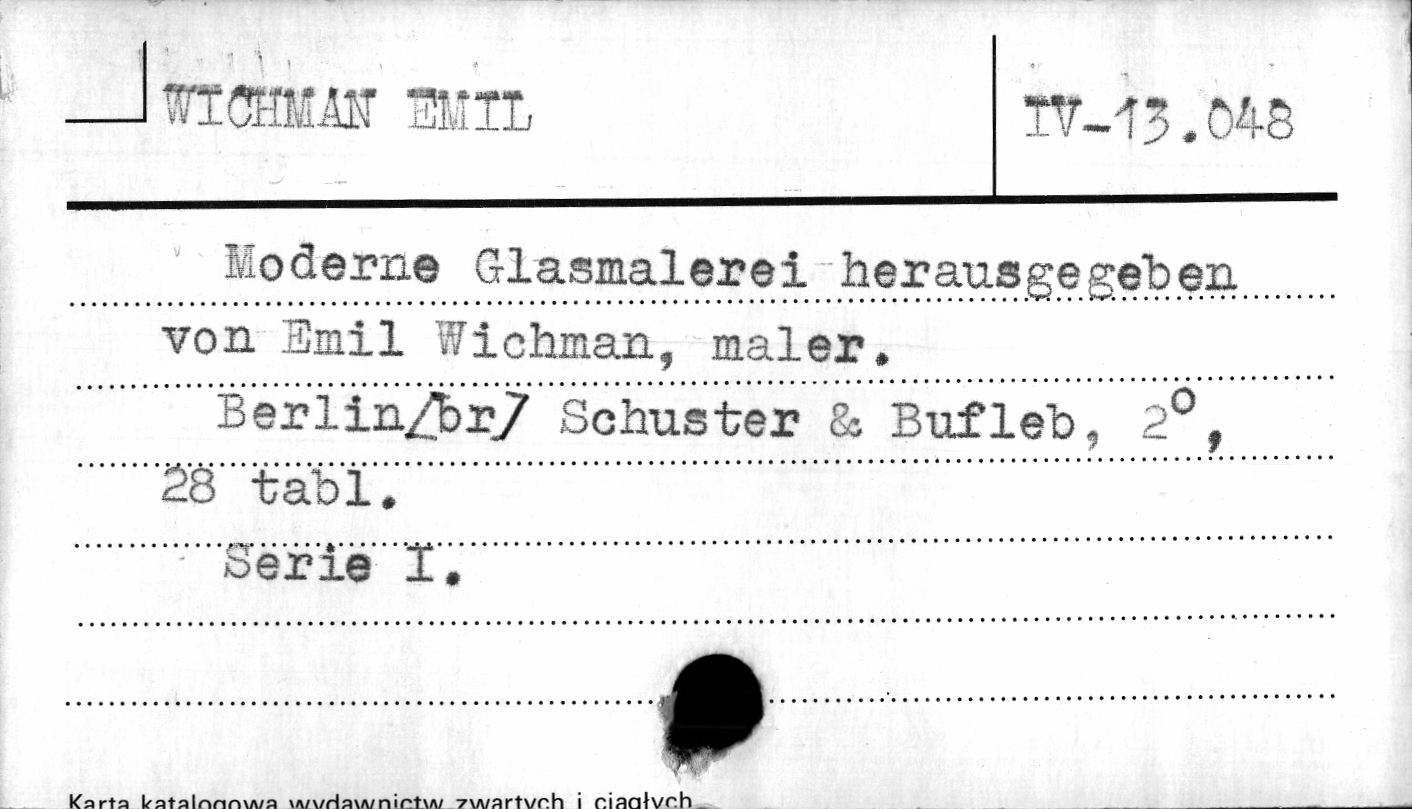 WICHMAN EMIL
IV-13.048
Moderne Glasmalerei herausgegeben
von Emil Wichman, maler.
Berlin/br/ Schuster & Bufleb, 2°,
28 tabl.
Serie I.
Karta katalogowa wydawnictw zwartych i ciągłych